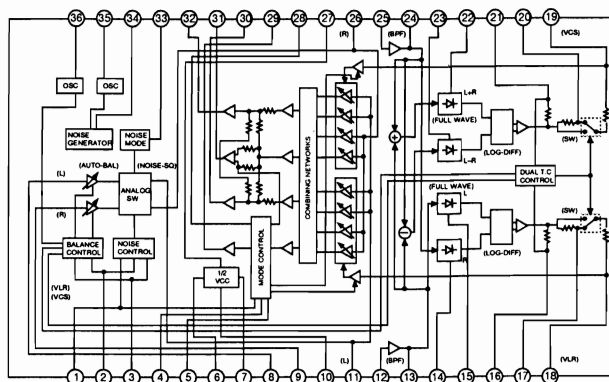 36 35 34 33 32 31 30 29 28 27 26 25 24 23 22 21 20 19
(R) (BPF) (VCS)
OSC OSC
NOISE GENERATOR
NOISE MODE
(AUTO-BAL) (NOISE-SQ)
(L)
(R)
ANALOG SW
BALANCE CONTROL
NOISE CONTROL
(VLR)
(VCS)
MODE CONTROL
1/2 VCC
COMBINING NETWORKS
L+R
(FULL WAVE)
L-R
(LOG-DIFF)
(SW)
DUAL T.C CONTROL
(FULL WAVE)
L
R
(LOG-DIFF)
(SW)
(L) (BPF) (VLR)
1 2 3 4 5 6 7 8 9 10 11 12 13 14 15 16 17 18